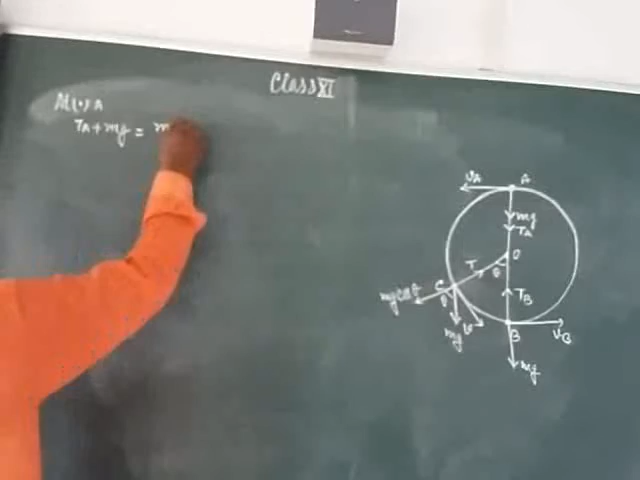 Class XI
At (•) A
TA + mg = m
VA A
mg
TA
O
T θ
C
mg cos θ
θ
TB
mg v
B
VB
mg